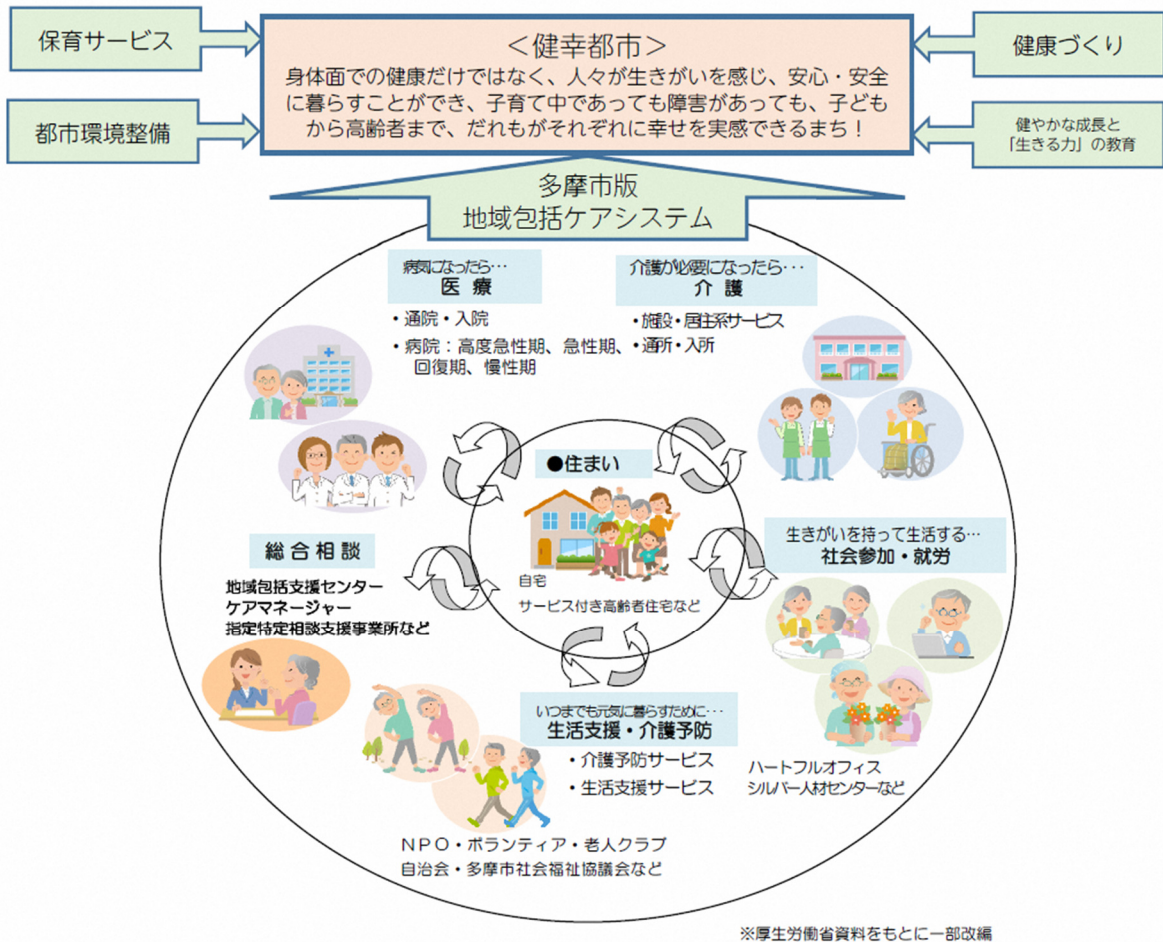 保育サービス
都市環境整備
＜健幸都市＞
身体面での健康だけではなく、人々が生きがいを感じ、安心・安全
に暮らすことができ、子育て中であっても障害があっても、子ども
から高齢者まで、だれもがそれぞれに幸せを実感できるまち！
健康づくり
健やかな成長と
「生きる力」の教育
多摩市版
地域包括ケアシステム
病気になったら…
医 療
・通院・入院
・病院：高度急性期、急性期、
回復期、慢性期
介護が必要になったら…
介 護
・施設・居住系サービス
・通所・入所
●住まい
自宅
サービス付き高齢者住宅など
総合相談
地域包括支援センター
ケアマネージャー
指定特定相談支援事業所など
生きがいを持って生活する…
社会参加・就労
ハートフルオフィス
シルバー人材センターなど
いつまでも元気に暮らすために…
生活支援・介護予防
・介護予防サービス
・生活支援サービス
ＮＰＯ・ボランティア・老人クラブ
自治会・多摩市社会福祉協議会など
※厚生労働省資料をもとに一部改編